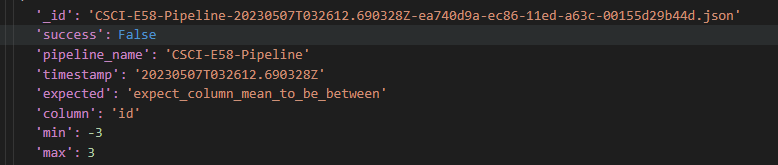 '_id': 'CSCI-E58-Pipeline-20230507T032612.690328Z-ea740d9a-ec86-11ed-a63c-00155d29b44d.json'
'success': False
'pipeline_name': 'CSCI-E58-Pipeline'
'timestamp': '20230507T032612.690328Z'
'expected': 'expect_column_mean_to_be_between'
'column': 'id'
'min': -3
'max': 3